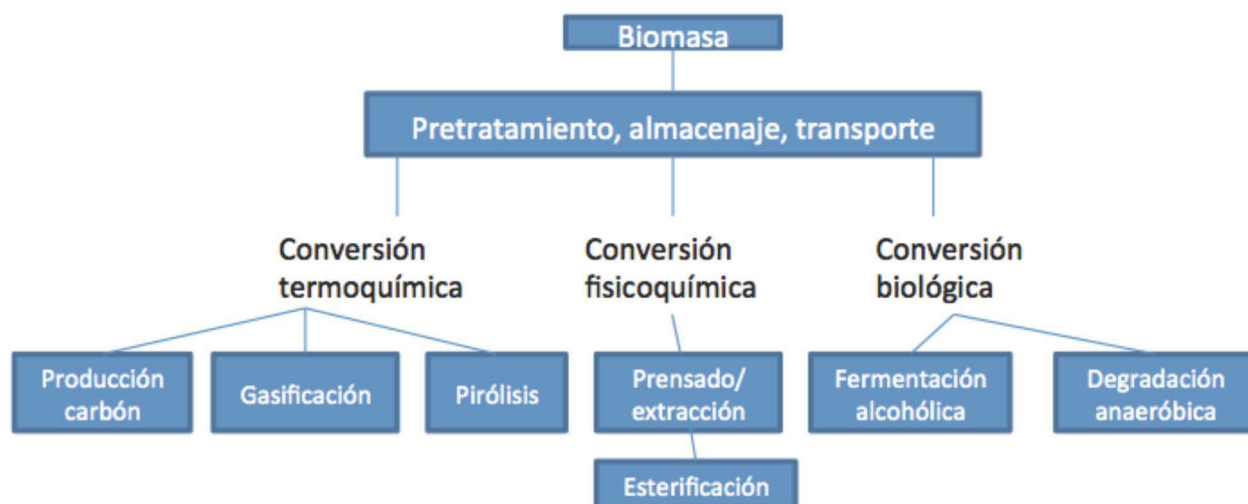 Biomasa
Pretratamiento, almacenaje, transporte
Conversión
termoquímica
Conversión
fisicoquímica
Conversión
biológica
Producción
carbón
Gasificación
Pirólisis
Prensado/
extracción
Fermentación
alcohólica
Degradación
anaeróbica
Esterificación